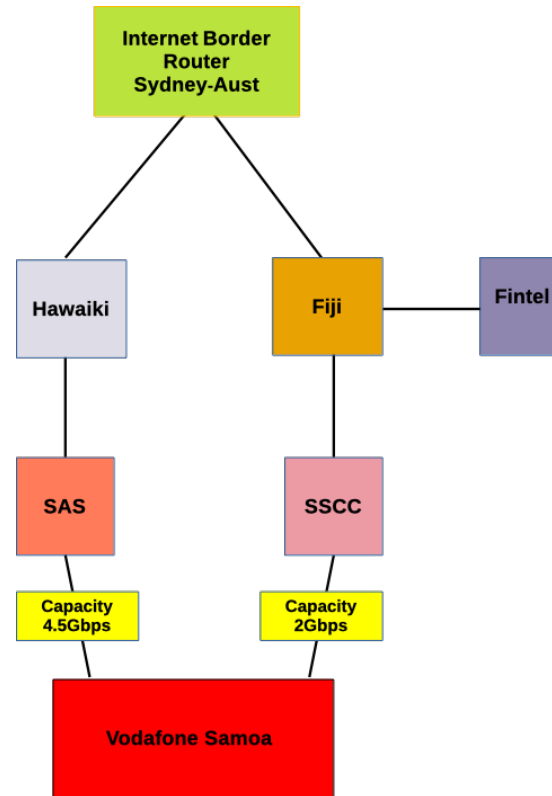 Internet Border
Router
Sydney-Aust
Hawaiki
Fiji
Fintel
SAS
SSCC
Capacity
4.5Gbps
Capacity
2Gbps
Vodafone Samoa